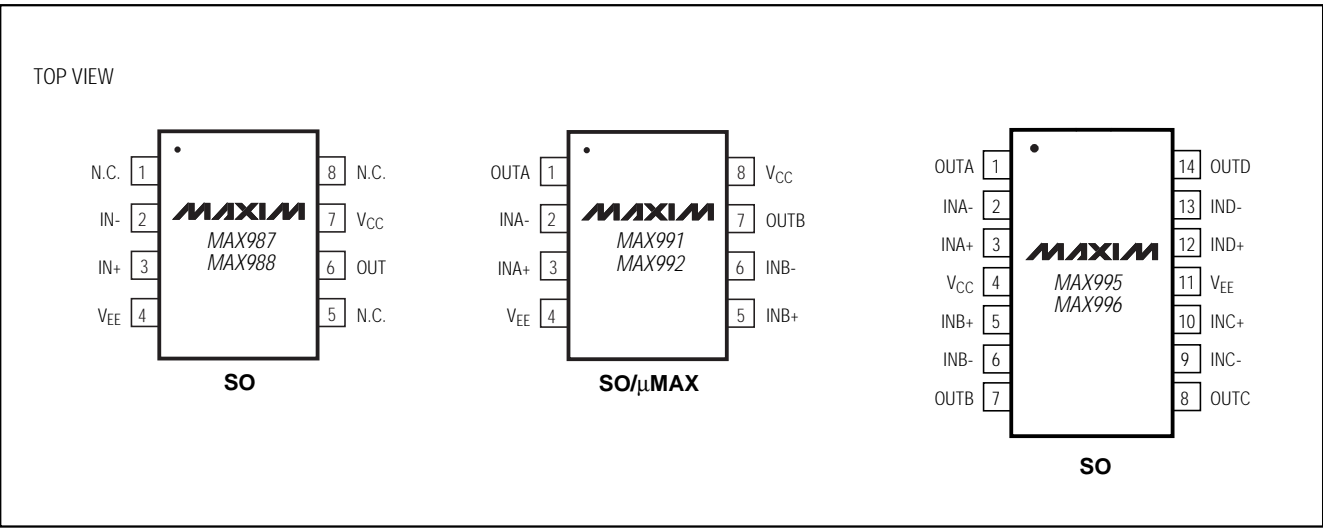 TOP VIEW
N.C. 1
IN- 2
IN+ 3
VEE 4
8 N.C.
7 VCC
6 OUT
5 N.C.
MAXIM
MAX987
MAX988
SO
OUTA 1
INA- 2
INA+ 3
VEE 4
8 VCC
7 OUTB
6 INB-
5 INB+
MAXIM
MAX991
MAX992
SO/μMAX
OUTA 1
INA- 2
INA+ 3
VCC 4
INB+ 5
INB- 6
OUTB 7
14 OUTD
13 IND-
12 IND+
11 VEE
10 INC+
9 INC-
8 OUTC
MAXIM
MAX995
MAX996
SO